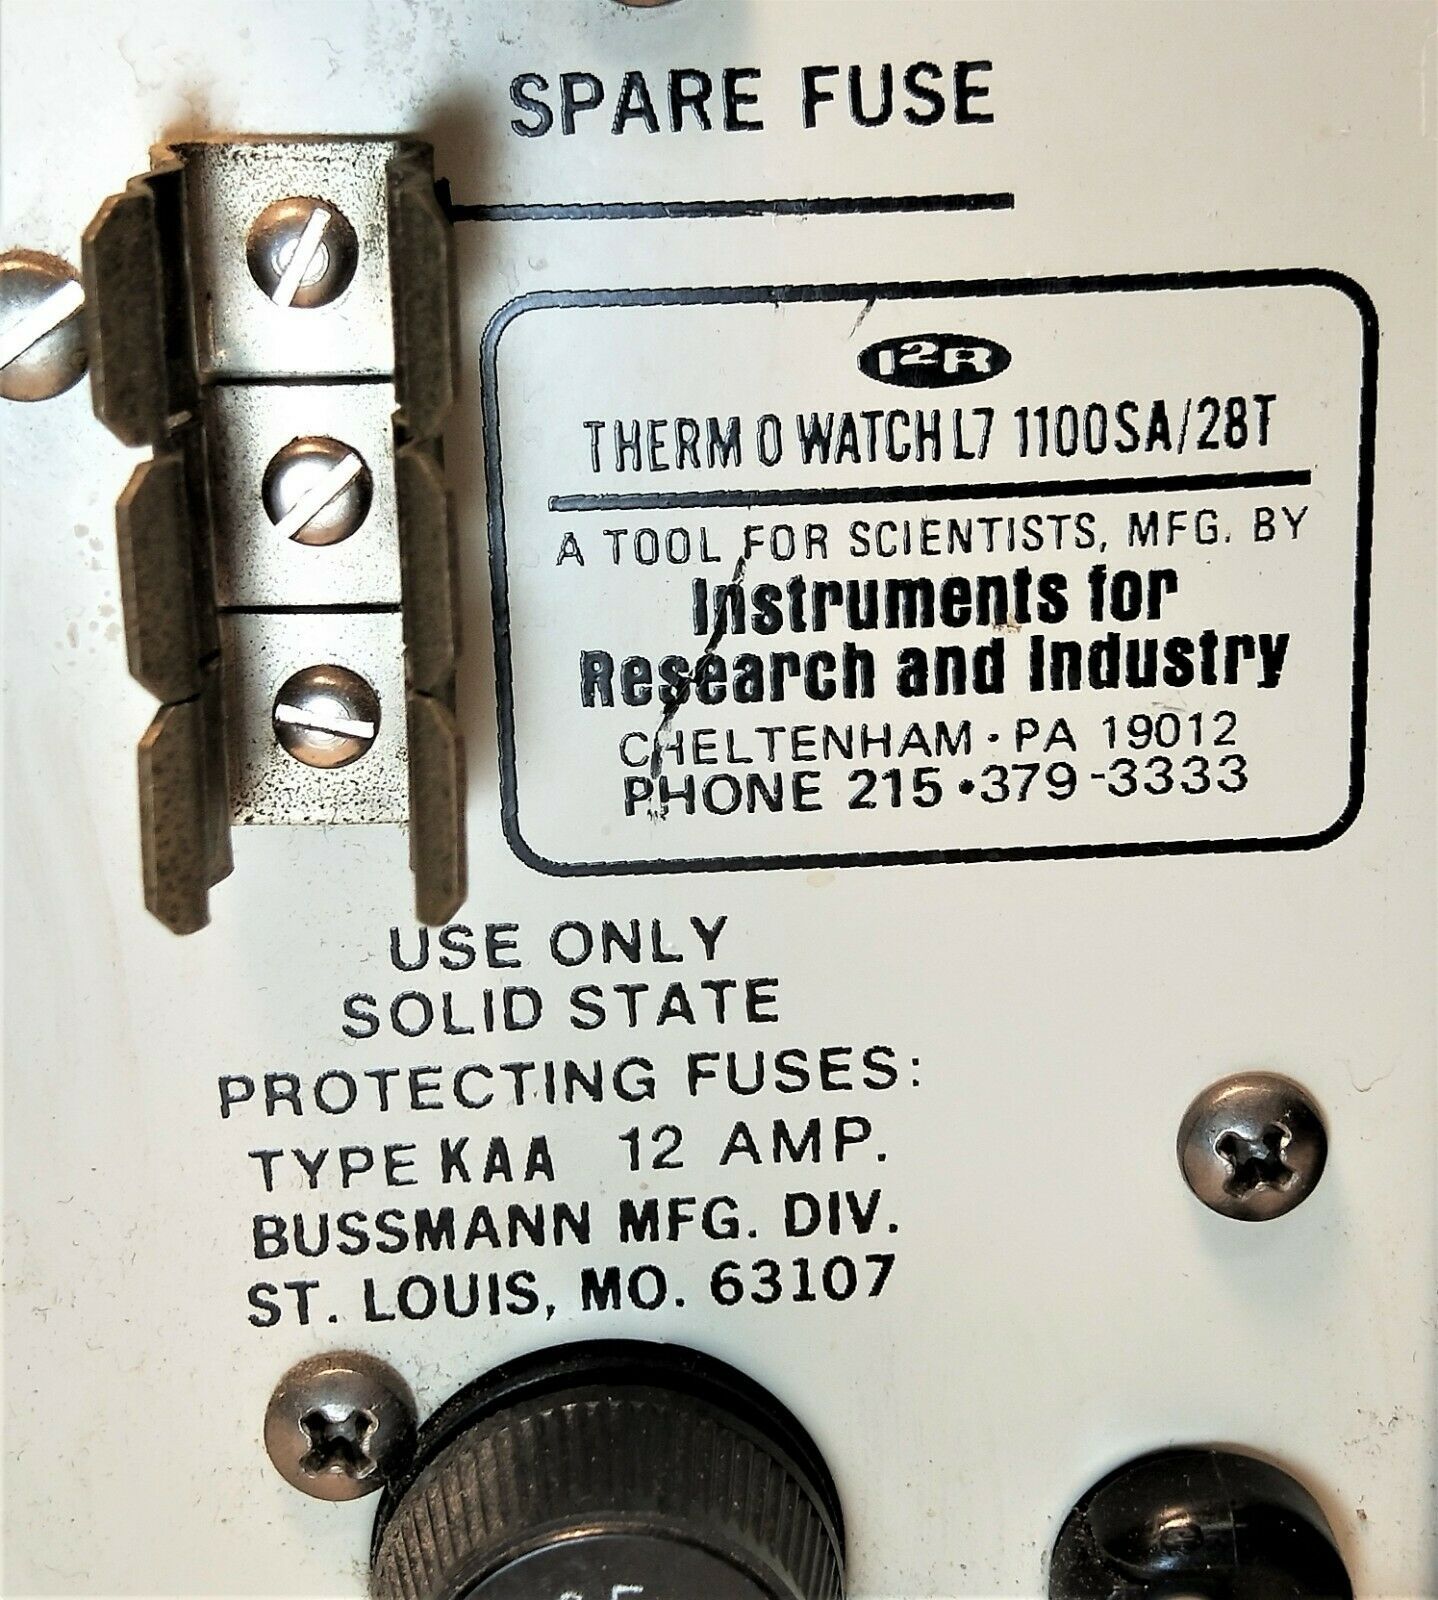 SPARE FUSE
I2R
THERM O WATCH L7 1100SA/28T
A TOOL FOR SCIENTISTS, MFG. BY
Instruments for
Research and Industry
CHELTENHAM • PA 19012
PHONE 215 • 379-3333
USE ONLY
SOLID STATE
PROTECTING FUSES:
TYPE KAA 12 AMP.
BUSSMANN MFG. DIV.
ST. LOUIS, MO. 63107